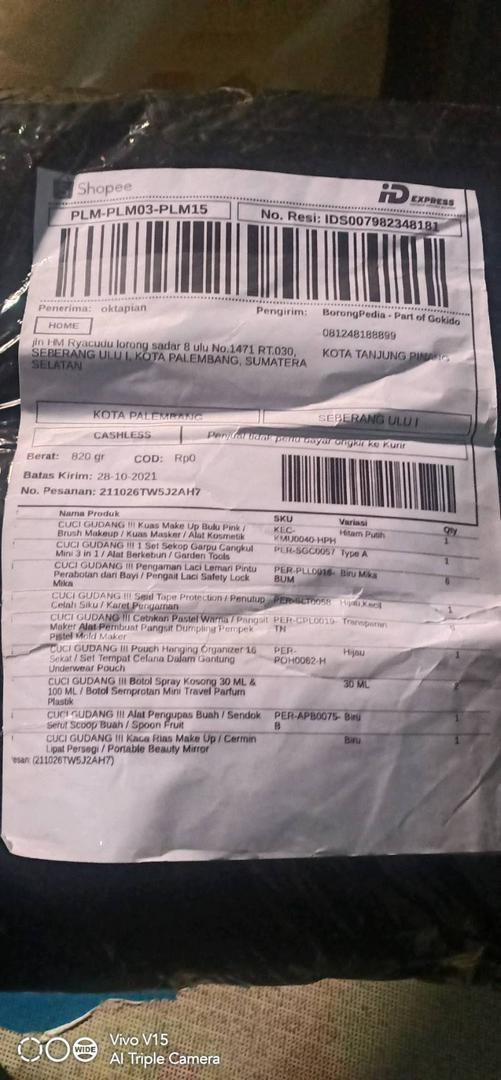 Shopee
iD EXPRESS
PLM-PLM03-PLM15
No. Resi: IDS007982348181
Penerima: oktapian
Pengirim: BorongPedia - Part of Gokido
HOME
081248188899
jln HM Ryacudu lorong sadar 8 ulu No.1471 RT.030,
SEBERANG ULU I, KOTA PALEMBANG, SUMATERA
SELATAN
KOTA TANJUNG PINANG
KOTA PALEMBANG
SEBERANG ULU I
CASHLESS
Penjual tidak perlu bayar ongkir ke Kurir
Berat: 820 gr COD: Rp0
Batas Kirim: 28-10-2021
No. Pesanan: 211026TW5J2AH7
Nama Produk SKU Variasi Qty
CUCI GUDANG !!! Kuas Make Up Bulu Pink / KEC- Hitam Putih 1
Brush Makeup / Kuas Masker / Alat Kosmetik KMU0040-HPH
CUCI GUDANG !!! 1 Set Sekop Garpu Cangkul PER-SGC0057 Type A 1
Mini 3 in 1 / Alat Berkebun / Garden Tools
CUCI GUDANG !!! Pengaman Laci Lemari Pintu PER-PLL0016- Biru Mika 6
Perabotan dari Bayi / Pengait Laci Safety Lock BUM
Mika
CUCI GUDANG !!! Seal Tape Protection / Penutup PER-SCT0058 Hijau,Kecil 1
Celah Siku / Karet Pengaman
CUCI GUDANG !!! Cetakan Pastel Warna / Pangsit PER-CPL0019- Transparan
Maker Alat Pembuat Pangsit Dumpling Pempek TN
Pistel Mold Maker
CUCI GUDANG !!! Pouch Hanging Organizer 16 PER- Hijau 1
Sekat / Set Tempat Celana Dalam Gantung POH0062-H
Underwear Pouch
CUCI GUDANG !!! Botol Spray Kosong 30 ML & 30 ML 2
100 ML / Botol Semprotan Mini Travel Parfum
Plastik
CUCI GUDANG !!! Alat Pengupas Buah / Sendok PER-APB0075- Biru 1
Serut Scoop Buah / Spoon Fruit B
CUCI GUDANG !!! Kaca Rias Make Up / Cermin Biru 1
Lipat Persegi / Portable Beauty Mirror
esan: (211026TW5J2AH7)
WIDE
Vivo V15
AI Triple Camera